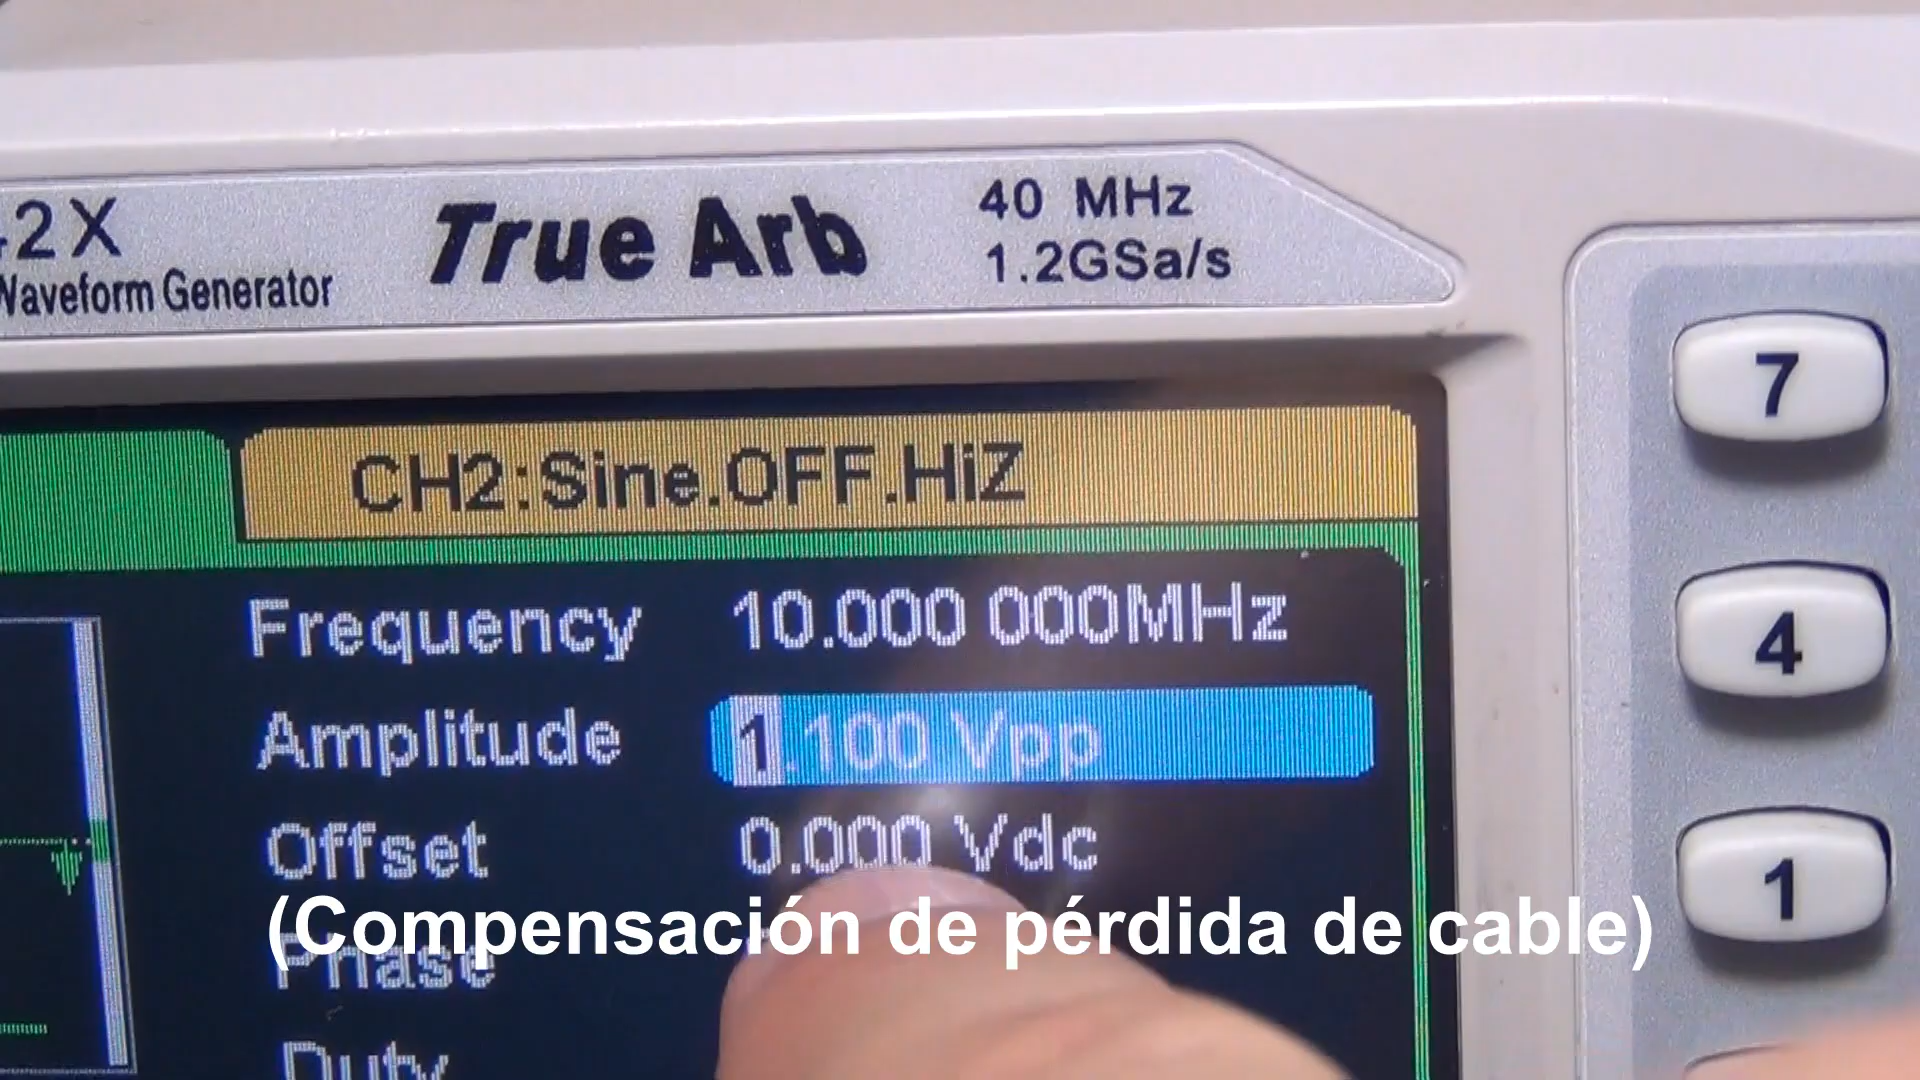 2X
Waveform Generator
True Arb
40 MHz
1.2GSa/s
7
CH2:Sine.OFF.HiZ
Frequency 10.000 000MHz
4
Amplitude 1.100 Vpp
Offset 0.000 Vdc
1
(Compensación de pérdida de cable)
Phase
Duty